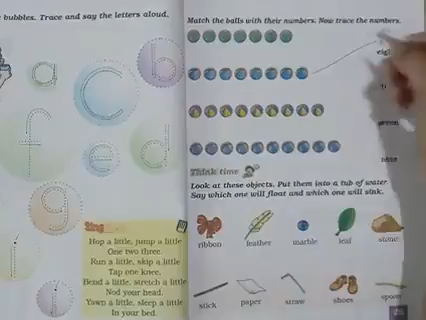 bubbles. Trace and say the letters aloud.
a
b
c
f
e
d
g
i
Sing
Hop a little, jump a little
One two three.
Run a little, skip a little
Tap one knee.
Bend a little, stretch a little
Nod your head.
Yawn a little, sleep a little
In your bed.
Match the balls with their numbers. Now trace the numbers.
seven
nine
Think time
Look at these objects. Put them into a tub of water.
Say which one will float and which one will sink.
ribbon feather marble leaf stone
stick paper straw shoes spoon